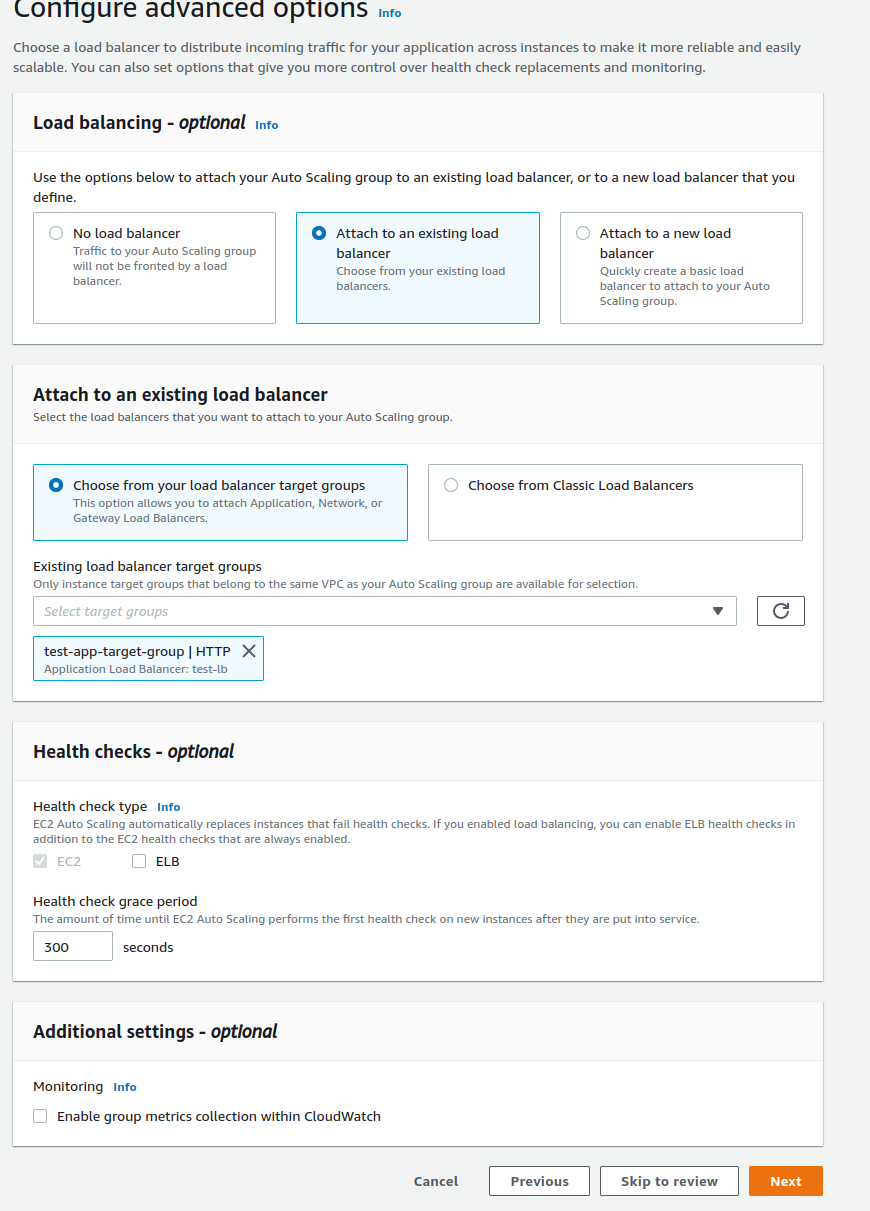 Configure advanced options Info
Choose a load balancer to distribute incoming traffic for your application across instances to make it more reliable and easily
scalable. You can also set options that give you more control over health check replacements and monitoring.
Load balancing - optional Info
Use the options below to attach your Auto Scaling group to an existing load balancer, or to a new load balancer that you
define.
No load balancer
Traffic to your Auto Scaling group
will not be fronted by a load
balancer.
Attach to an existing load
balancer
Choose from your existing load
balancers.
Attach to a new load
balancer
Quickly create a basic load
balancer to attach to your Auto
Scaling group.
Attach to an existing load balancer
Select the load balancers that you want to attach to your Auto Scaling group.
Choose from your load balancer target groups
This option allows you to attach Application, Network, or
Gateway Load Balancers.
Choose from Classic Load Balancers
Existing load balancer target groups
Only instance target groups that belong to the same VPC as your Auto Scaling group are available for selection.
Select target groups
test-app-target-group | HTTP
Application Load Balancer: test-lb
Health checks - optional
Health check type Info
EC2 Auto Scaling automatically replaces instances that fail health checks. If you enabled load balancing, you can enable ELB health checks in
addition to the EC2 health checks that are always enabled.
EC2 ELB
Health check grace period
The amount of time until EC2 Auto Scaling performs the first health check on new instances after they are put into service.
300 seconds
Additional settings - optional
Monitoring Info
Enable group metrics collection within CloudWatch
Cancel Previous Skip to review Next